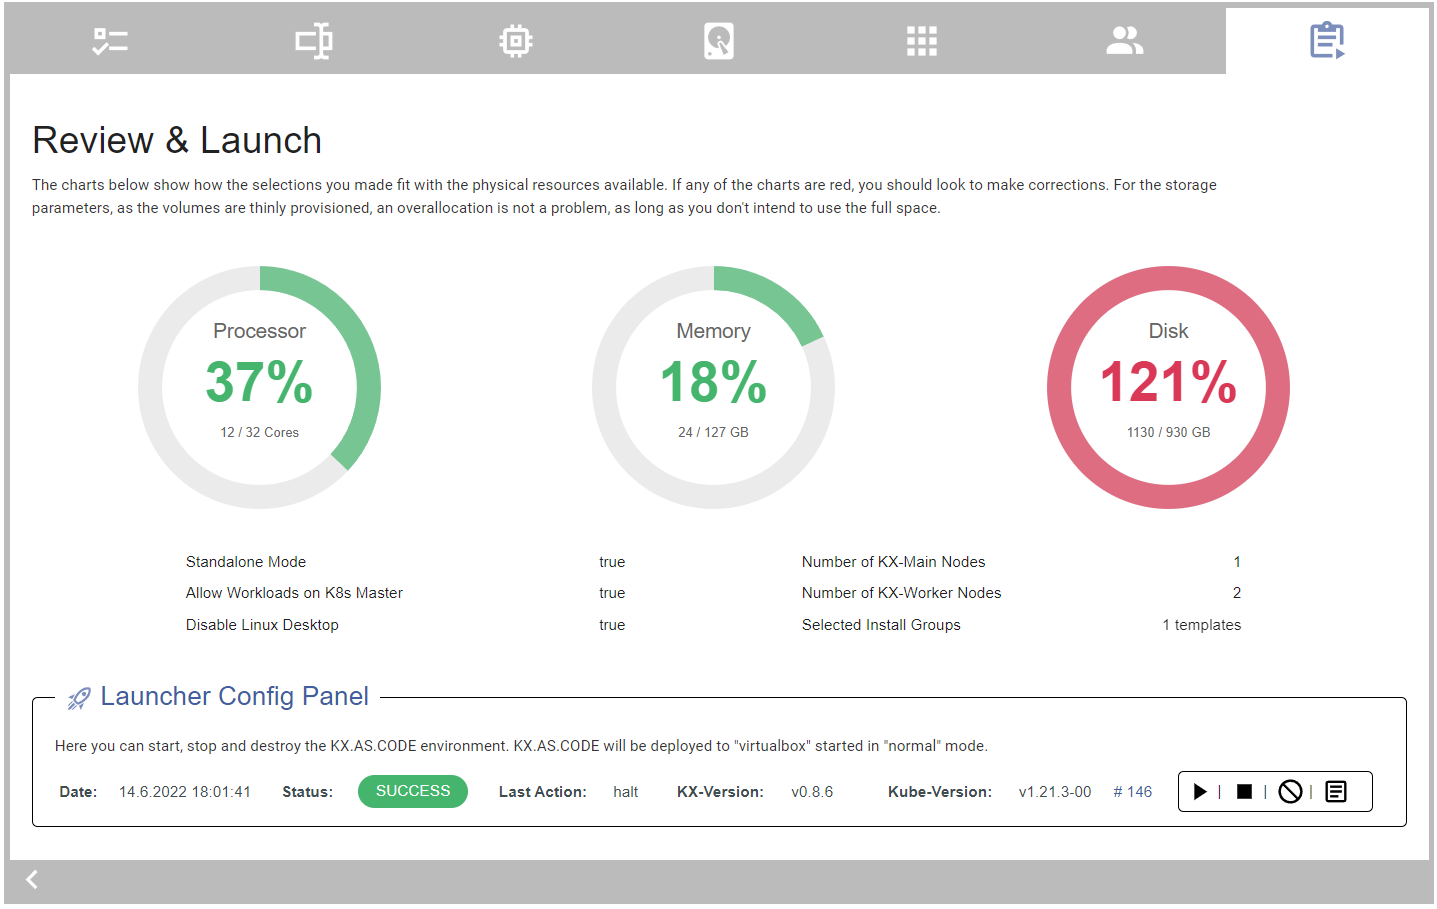 Review & Launch
The charts below show how the selections you made fit with the physical resources available. If any of the charts are red, you should look to make corrections. For the storage
parameters, as the volumes are thinly provisioned, an overallocation is not a problem, as long as you don't intend to use the full space.
Processor
37%
12 / 32 Cores
Memory
18%
24 / 127 GB
Disk
121%
1130 / 930 GB
Standalone Mode true Number of KX-Main Nodes 1
Allow Workloads on K8s Master true Number of KX-Worker Nodes 2
Disable Linux Desktop true Selected Install Groups 1 templates
Launcher Config Panel
Here you can start, stop and destroy the KX.AS.CODE environment. KX.AS.CODE will be deployed to "virtualbox" started in "normal" mode.
Date: 14.6.2022 18:01:41 Status: SUCCESS Last Action: halt KX-Version: v0.8.6 Kube-Version: v1.21.3-00 # 146